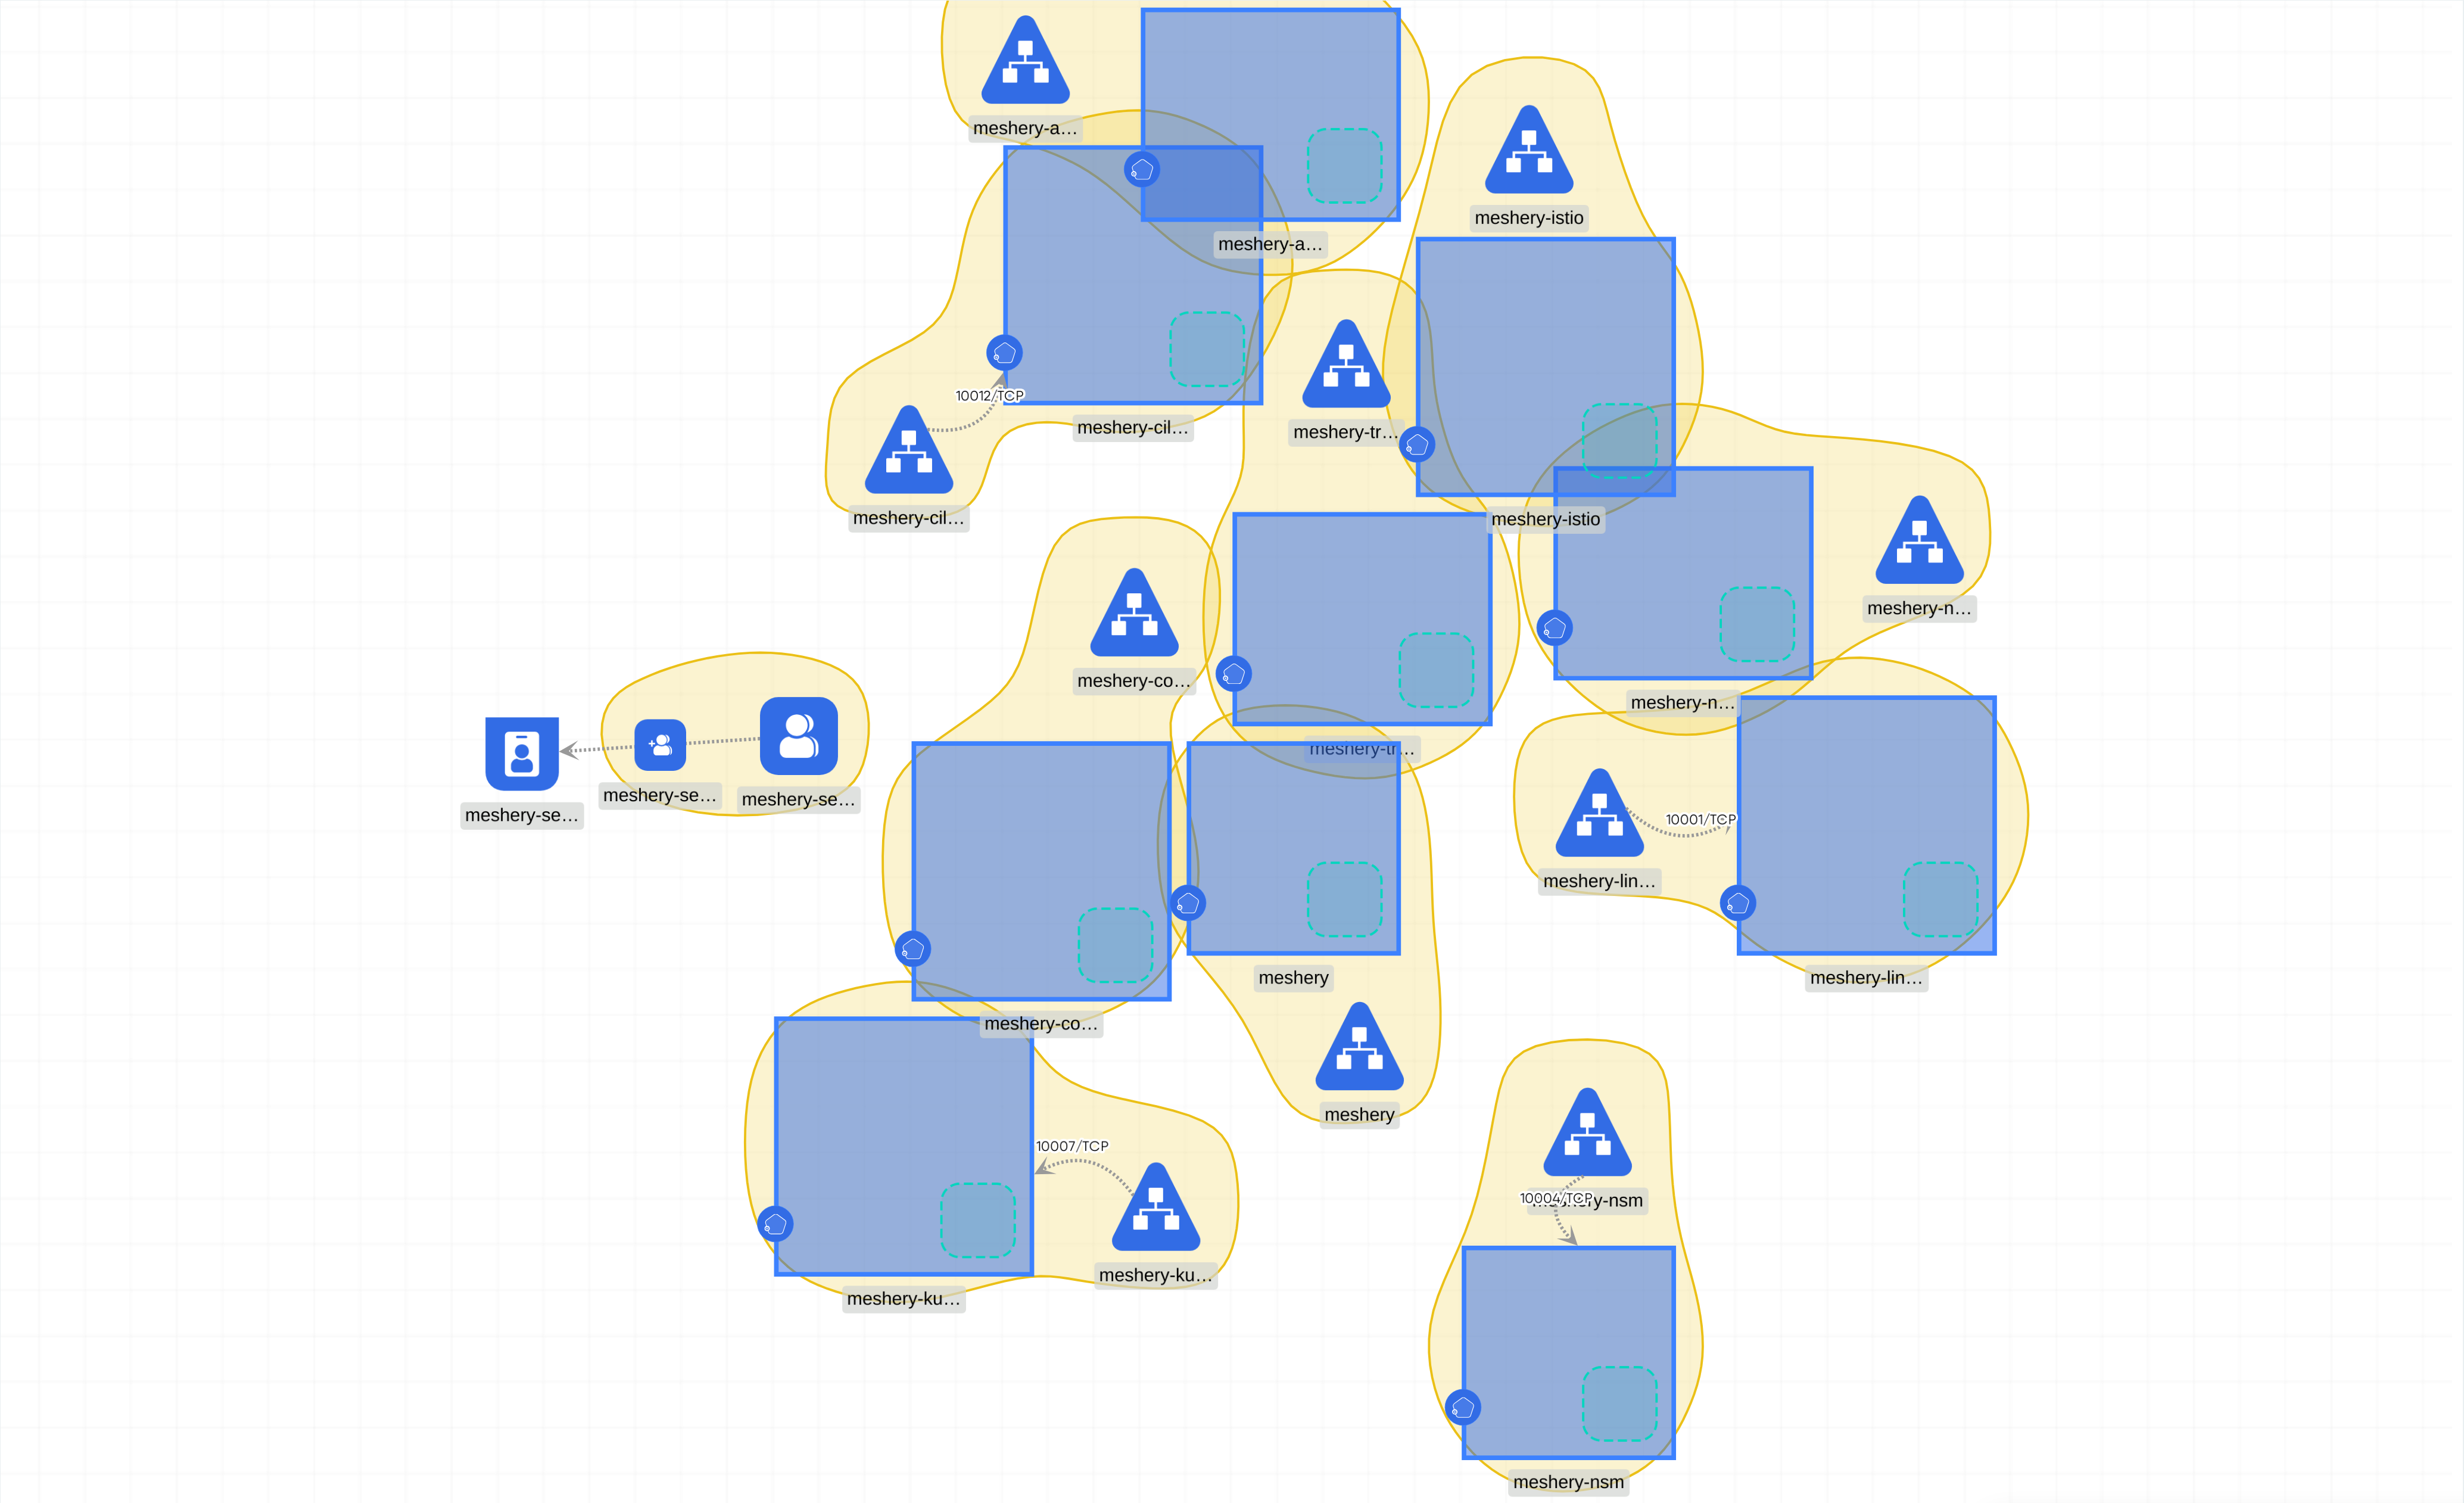 meshery-a…
meshery-istio
meshery-a…
10012/TCP
meshery-cil…
meshery-tr…
meshery-cil…
meshery-istio
meshery-n…
meshery-co…
meshery-n…
meshery-tr…
meshery-se…
meshery-se…
meshery-se…
10001/TCP
meshery-lin…
meshery
meshery-lin…
meshery-co…
meshery
10007/TCP
10004/TCP
meshery-nsm
meshery-ku…
meshery-ku…
meshery-nsm